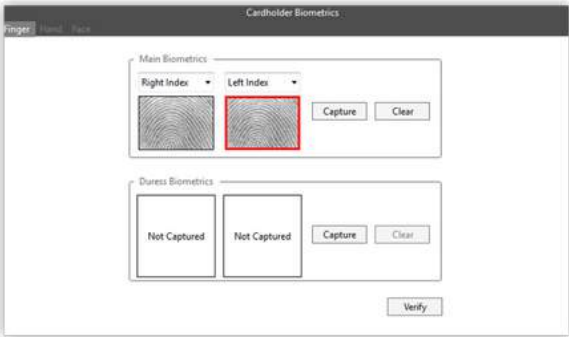 Cardholder Biometrics
Finger Hand Face
Main Biometrics
Right Index Left Index
Capture Clear
Duress Biometrics
Not Captured Not Captured Capture Clear
Verify